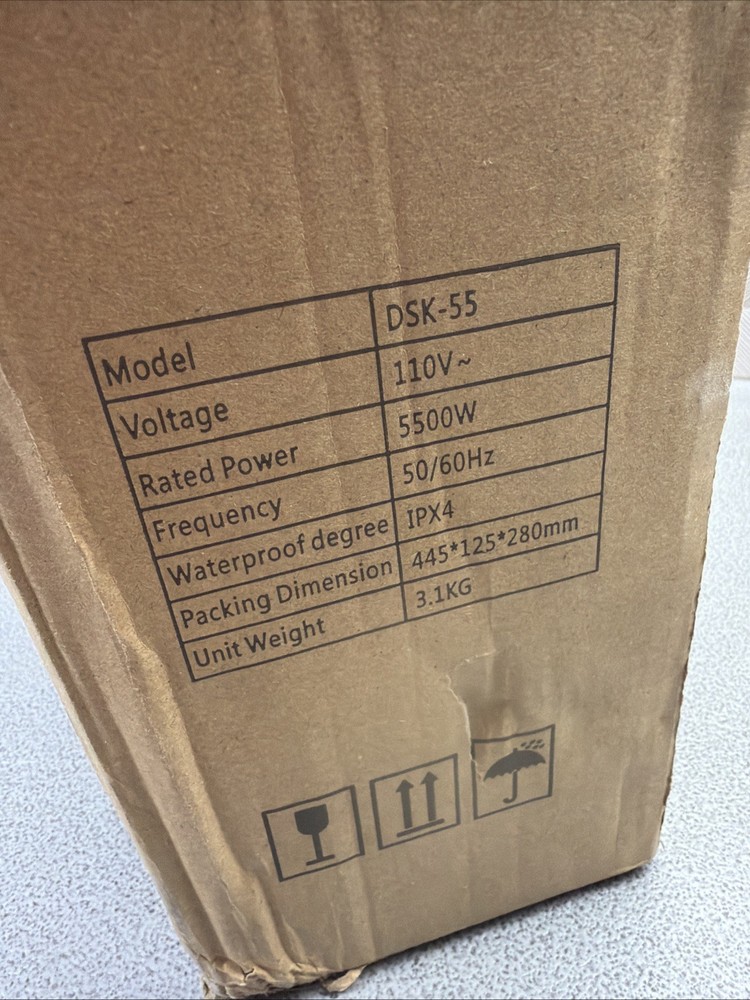 Model DSK-55
Voltage 110V~
Rated Power 5500W
Frequency 50/60Hz
Waterproof degree IPX4
Packing Dimension 445*125*280mm
Unit Weight 3.1KG